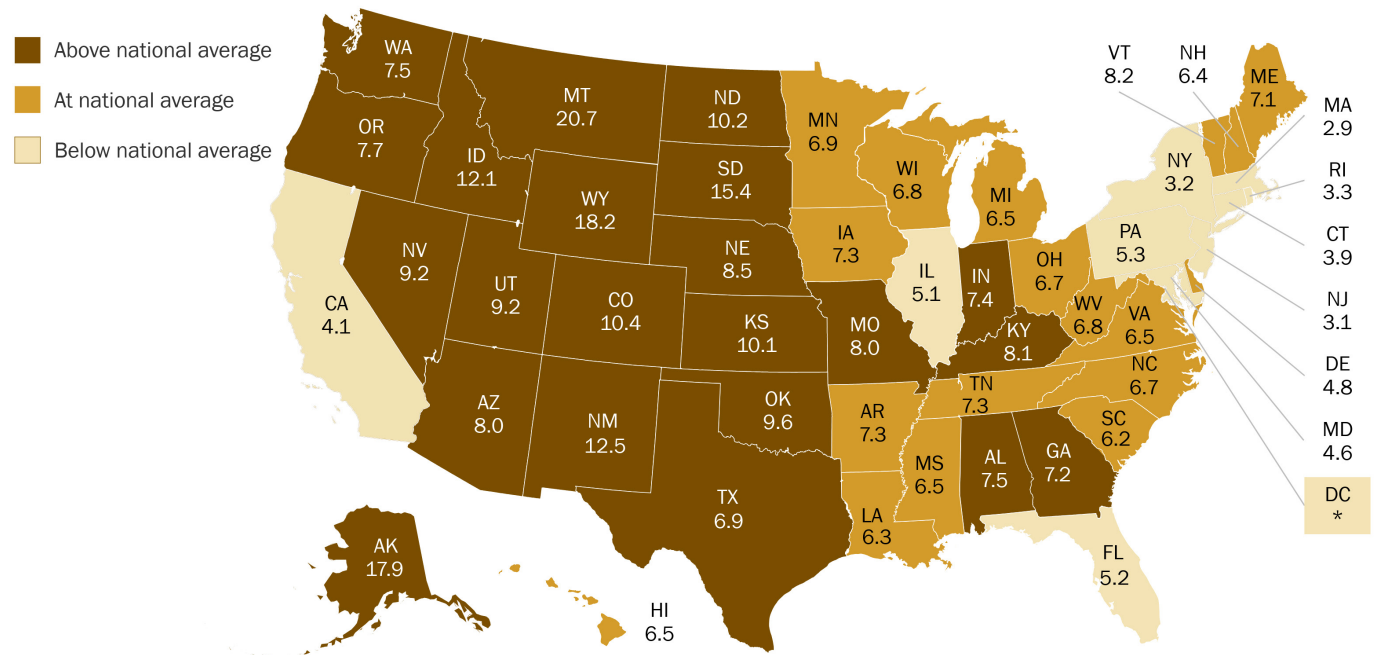 Above national average
At national average
Below national average
WA
7.5
OR
7.7
ID
12.1
MT
20.7
ND
10.2
MN
6.9
SD
15.4
WY
18.2
WI
6.8
MI
6.5
VT
8.2
NH
6.4
ME
7.1
MA
2.9
NY
3.2
RI
3.3
CT
3.9
NJ
3.1
DE
4.8
MD
4.6
DC
*
PA
5.3
NV
9.2
UT
9.2
CO
10.4
NE
8.5
IA
7.3
IL
5.1
IN
7.4
OH
6.7
WV
6.8
VA
6.5
CA
4.1
KS
10.1
MO
8.0
KY
8.1
NC
6.7
TN
7.3
SC
6.2
AZ
8.0
NM
12.5
OK
9.6
AR
7.3
MS
6.5
AL
7.5
GA
7.2
TX
6.9
LA
6.3
FL
5.2
AK
17.9
HI
6.5